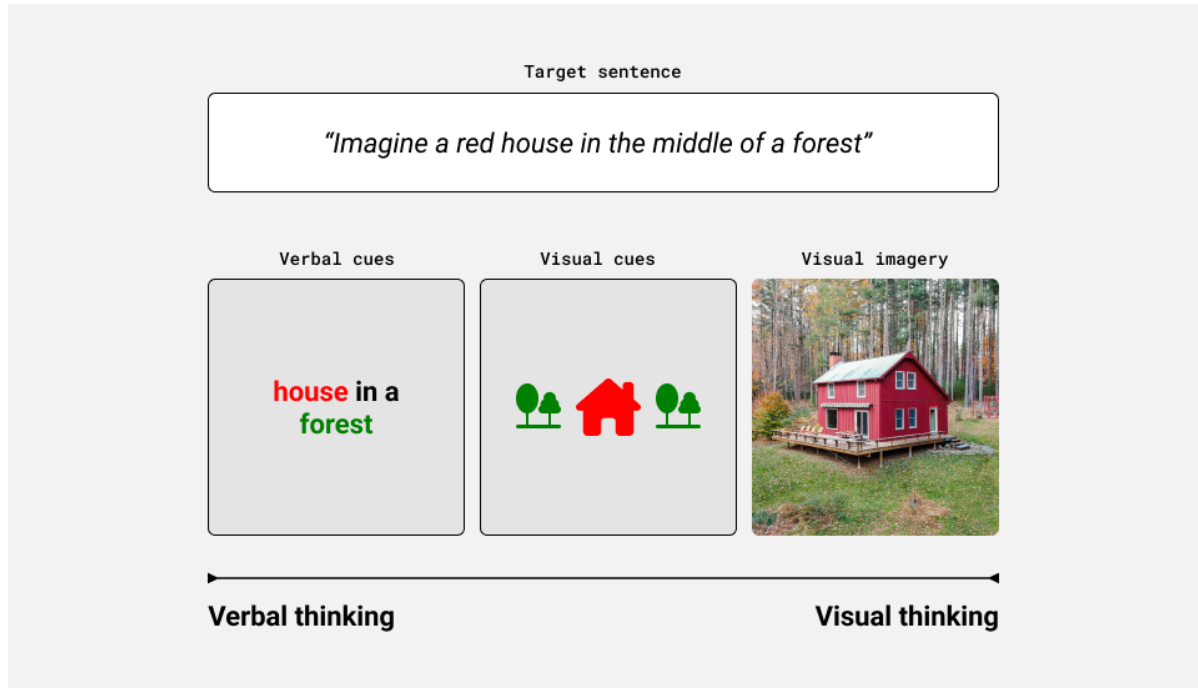 Target sentence
“Imagine a red house in the middle of a forest”
Verbal cues
Visual cues
Visual imagery
house in a
forest
Verbal thinking
Visual thinking